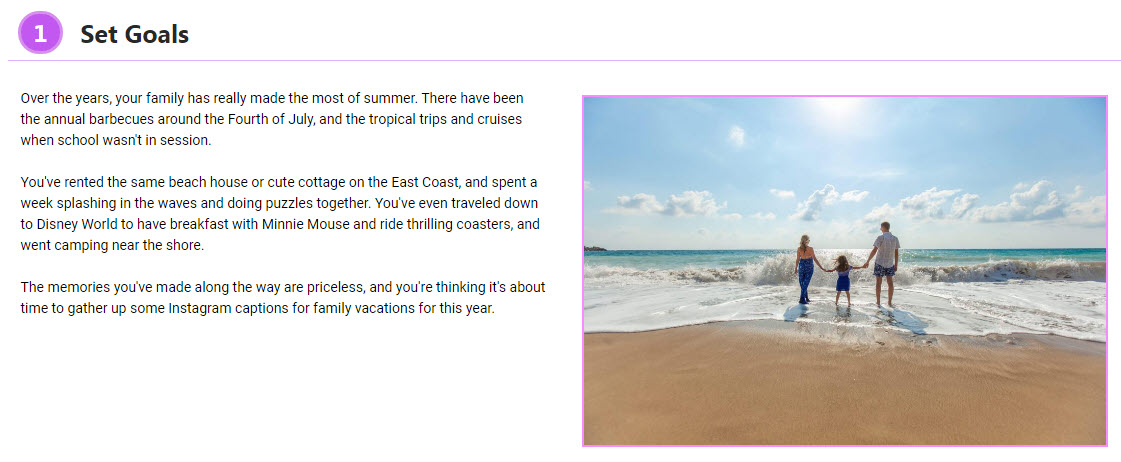 1 Set Goals
Over the years, your family has really made the most of summer. There have been
the annual barbecues around the Fourth of July, and the tropical trips and cruises
when school wasn't in session.
You've rented the same beach house or cute cottage on the East Coast, and spent a
week splashing in the waves and doing puzzles together. You've even traveled down
to Disney World to have breakfast with Minnie Mouse and ride thrilling coasters, and
went camping near the shore.
The memories you've made along the way are priceless, and you're thinking it's about
time to gather up some Instagram captions for family vacations for this year.